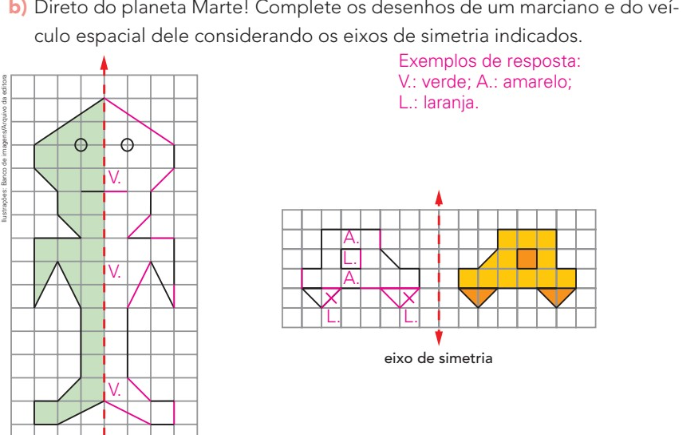 b) Direto do planeta Marte! Complete os desenhos de um marciano e do veí-
culo espacial dele considerando os eixos de simetria indicados.
Exemplos de resposta:
V.: verde; A.: amarelo;
L.: laranja.
Ilustrações: Banco de imagens/Arquivo da editora
V.
V.
V.
A.
L.
A.
L.
L.
eixo de simetria